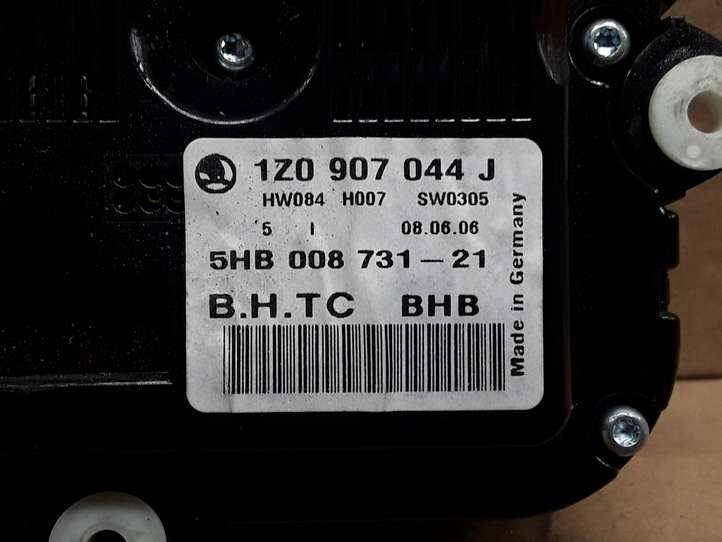 1Z0 907 044 J
HW084 H007 SW0305
5 I 08.06.06
5HB 008 731-21
B.H.TC BHB
Made in Germany